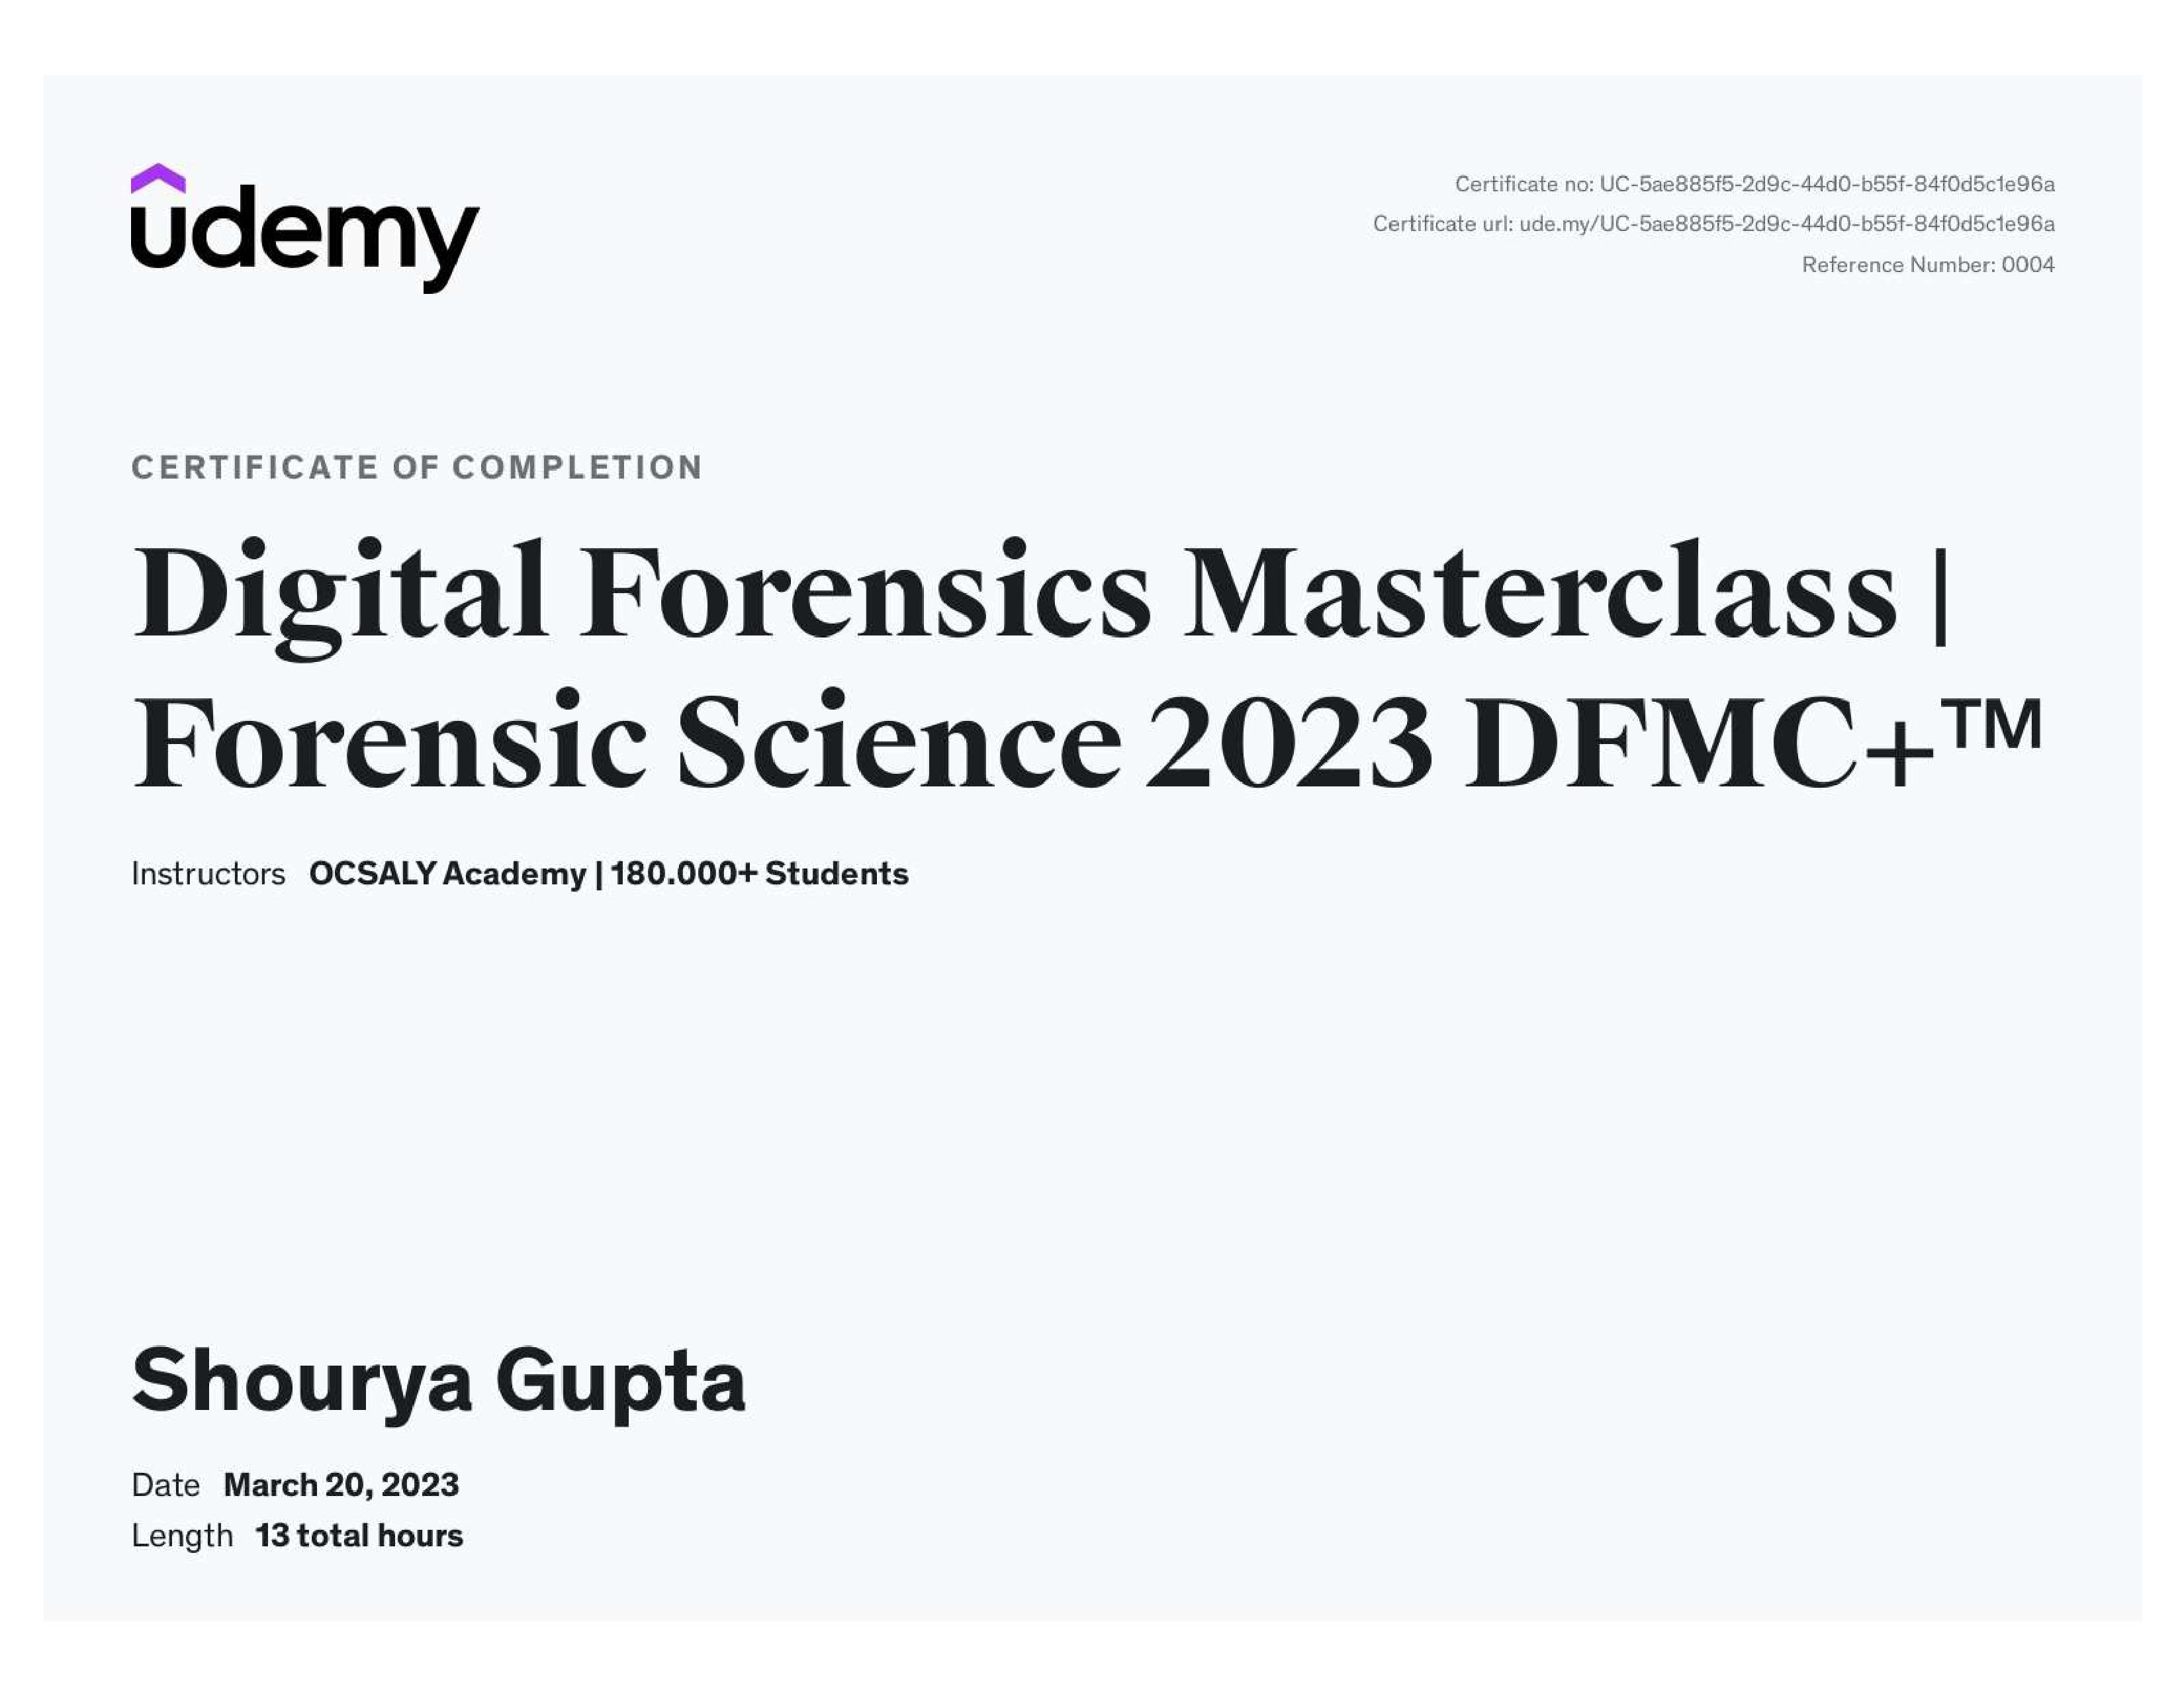 udemy
Certificate no: UC-5ae885f5-2d9c-44d0-b55f-84f0d5c1e96a
Certificate url: ude.my/UC-5ae885f5-2d9c-44d0-b55f-84f0d5c1e96a
Reference Number: 0004
CERTIFICATE OF COMPLETION
Digital Forensics Masterclass |
Forensic Science 2023 DFMC+™
Instructors OCSALY Academy | 180.000+ Students
Shourya Gupta
Date March 20, 2023
Length 13 total hours